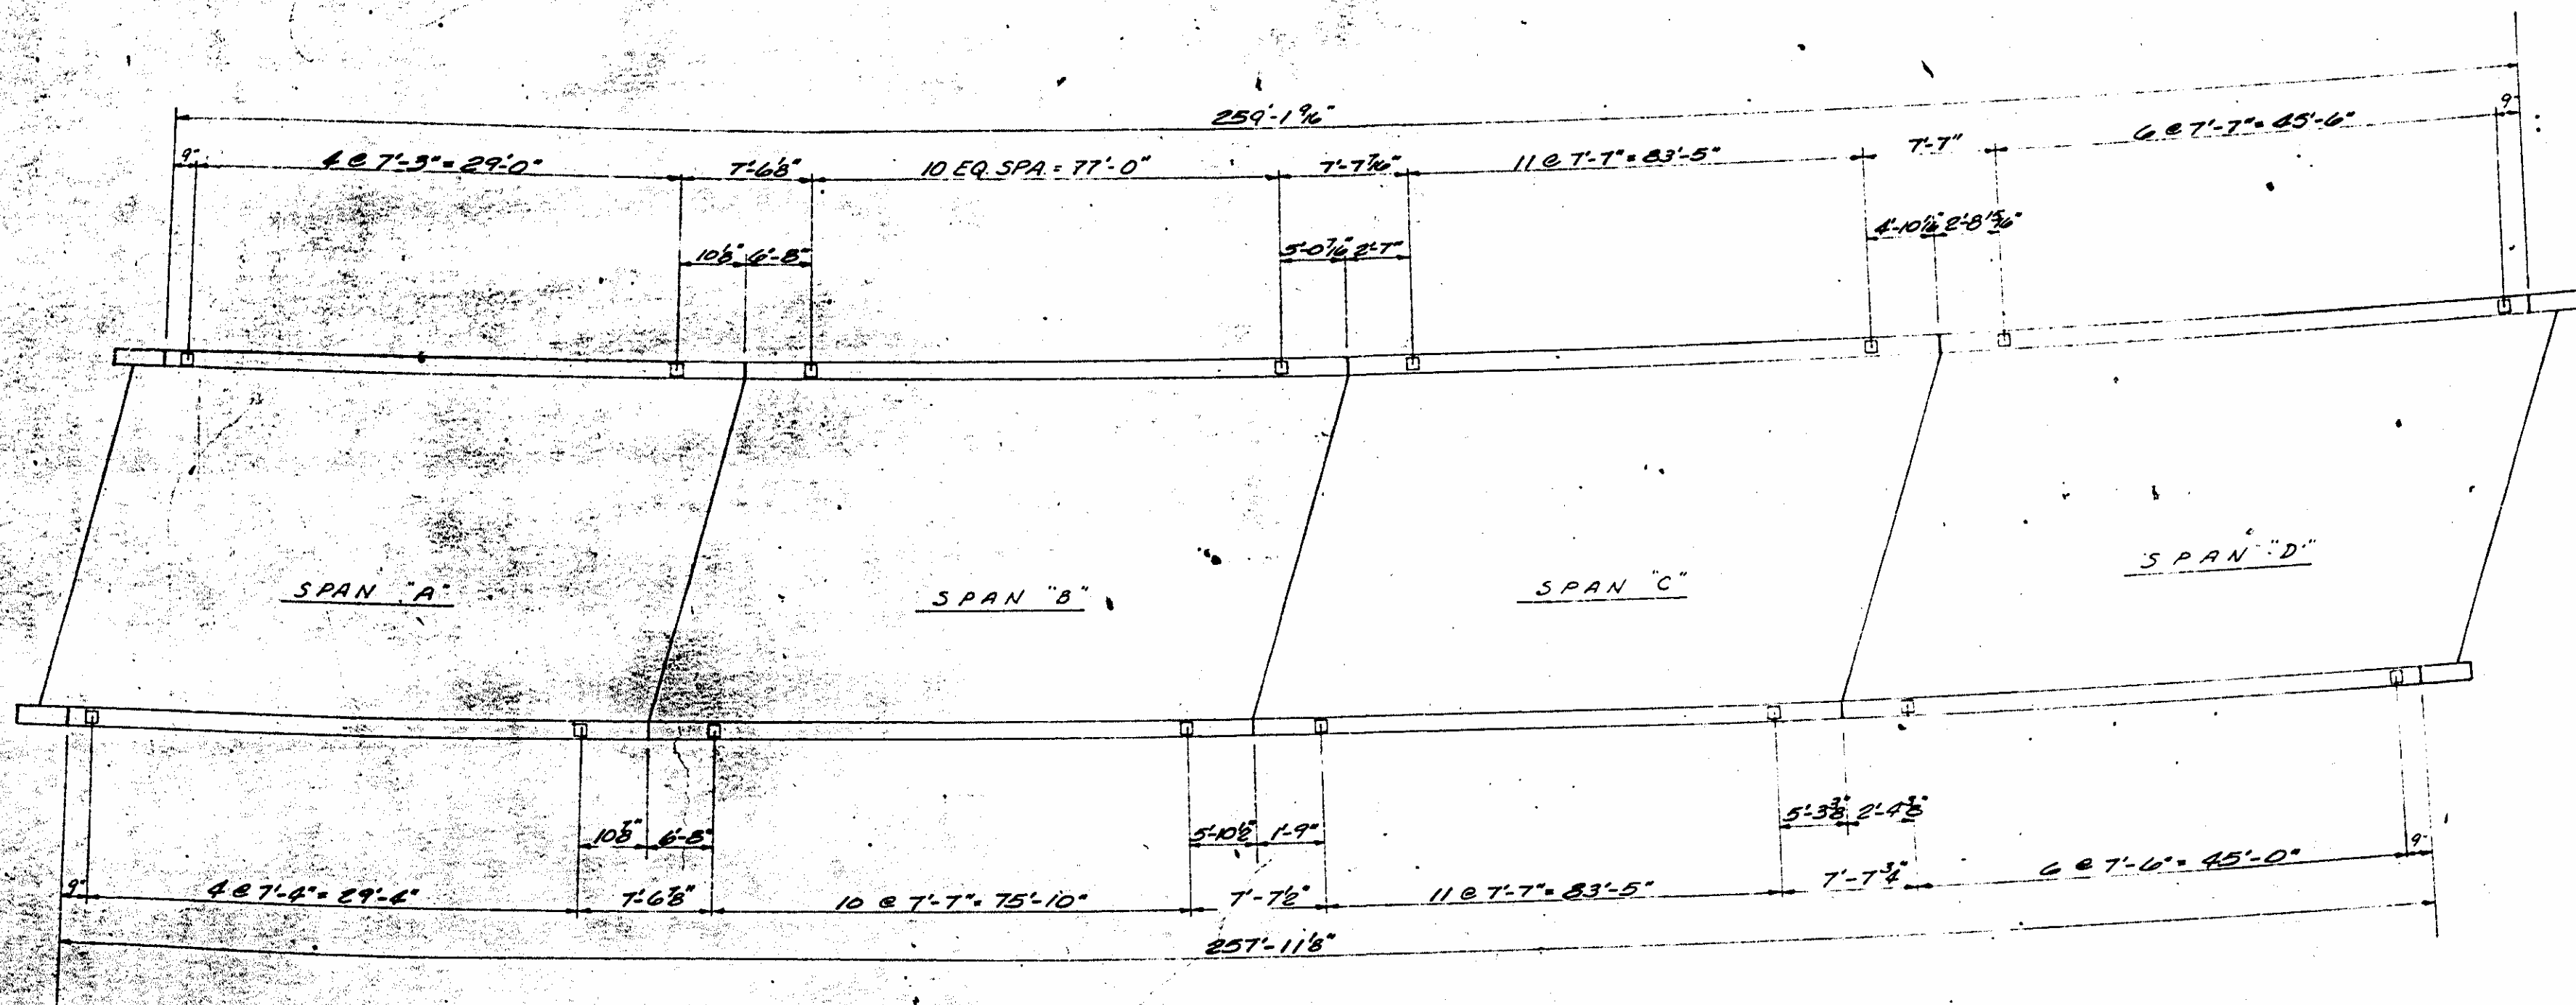 259'-1 9/16"
9"
4 @ 7'-3" = 29'-0"
7'-6 1/8"
10 EQ. SPA. = 77'-0"
7'-7 7/16"
11 @ 7'-7" = 83'-5"
7'-7"
6 @ 7'-7" = 45'-6"
9"
10 1/8"
6'-8"
5'-0 7/16"
2'-7"
4'-10 1/16"
2'-8 15/16"
SPAN "A"
SPAN "B"
SPAN "C"
SPAN "D"
10 7/8"
6'-8"
5'-10 1/2"
1'-9"
5'-3 3/8"
2'-4 3/8"
9"
4 @ 7'-4" = 29'-4"
7'-6 7/8"
10 @ 7'-7" = 75'-10"
7'-7 1/2"
11 @ 7'-7" = 83'-5"
7'-7 3/4"
6 @ 7'-6" = 45'-0"
9"
257'-11 1/8"